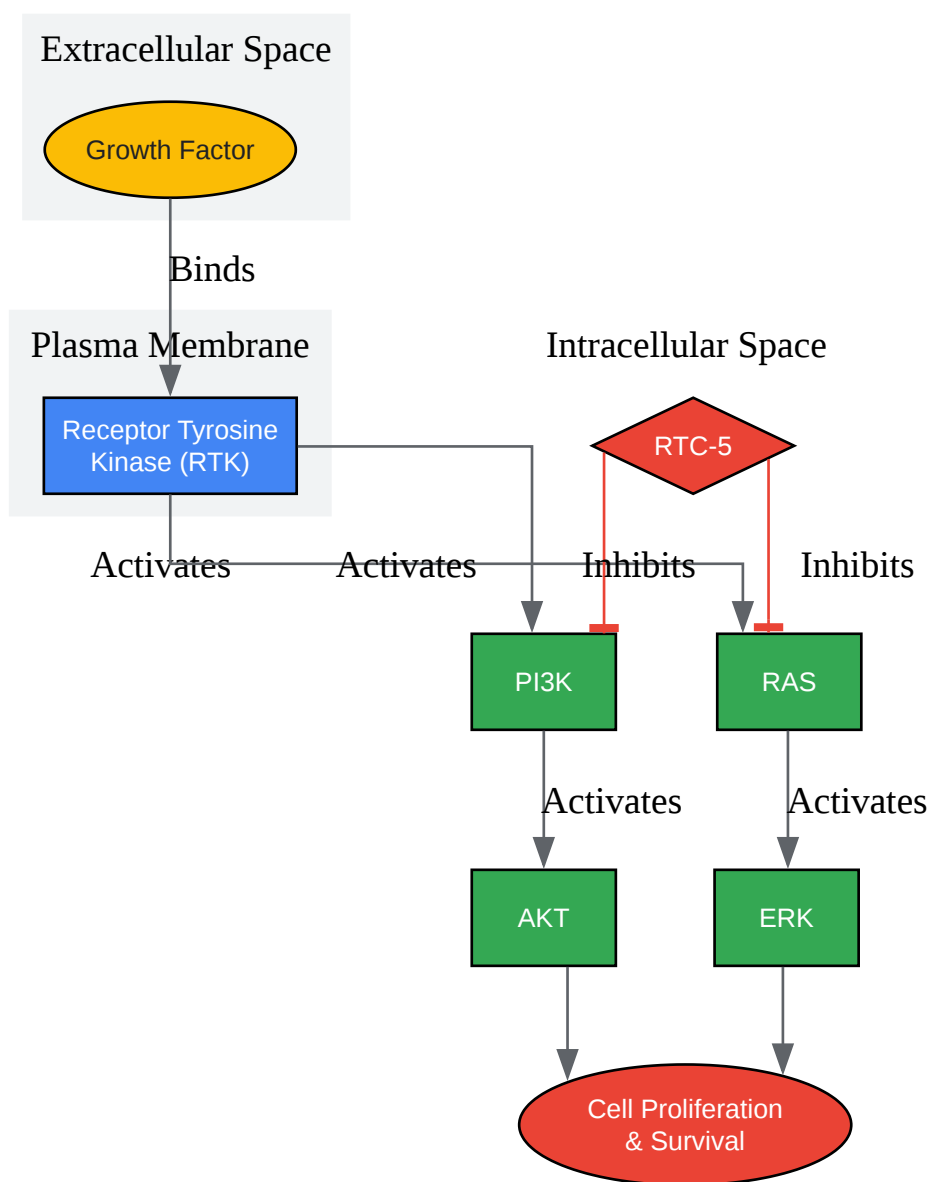 Extracellular Space
Growth Factor
Binds
Plasma Membrane
Intracellular Space
Receptor Tyrosine
Kinase (RTK)
RTC-5
Activates
Activates
Inhibits
Inhibits
PI3K
RAS
Activates
Activates
AKT
ERK
Cell Proliferation
& Survival